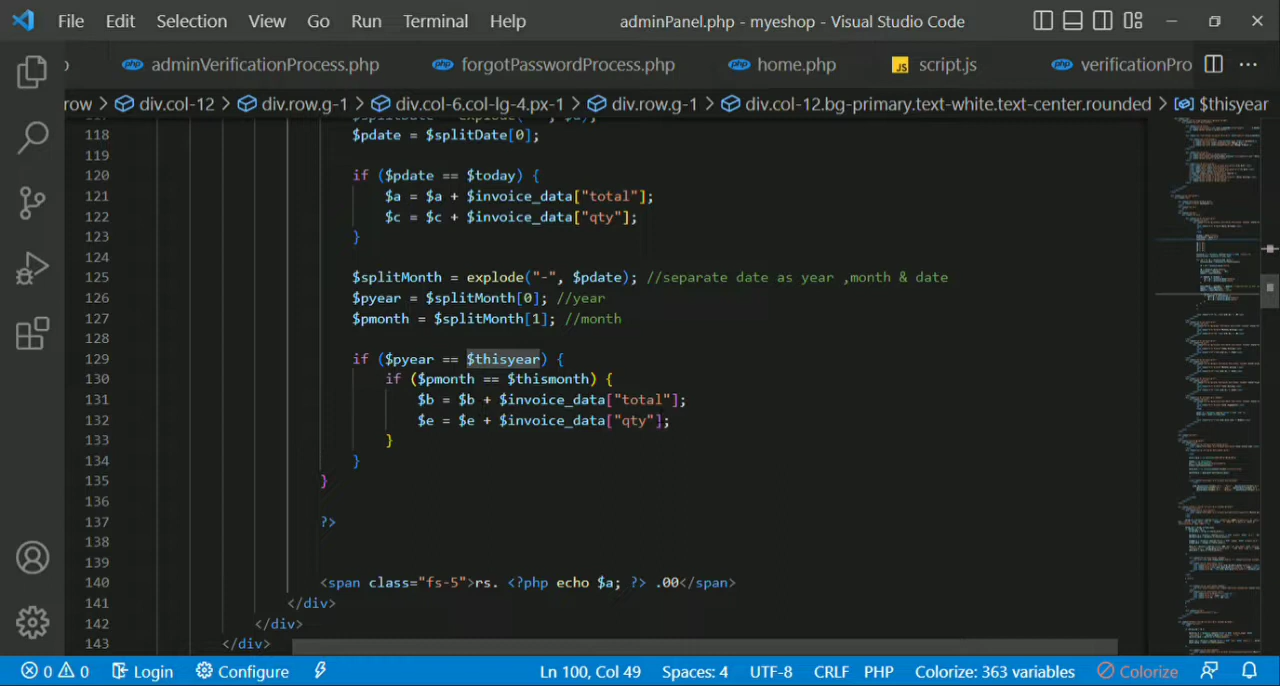 File Edit Selection View Go Run Terminal Help adminPanel.php - myeshop - Visual Studio Code
php adminVerificationProcess.php php forgotPasswordProcess.php php home.php JS script.js php verificationPro
row > div.col-12 > div.row.g-1 > div.col-6.col-lg-4.px-1 > div.row.g-1 > div.col-12.bg-primary.text-white.text-center.rounded > $thisyear
118 $pdate = $splitDate[0];
119
120 if ($pdate == $today) {
121 $a = $a + $invoice_data["total"];
122 $c = $c + $invoice_data["qty"];
123 }
124
125 $splitMonth = explode("-", $pdate); //separate date as year ,month & date
126 $pyear = $splitMonth[0]; //year
127 $pmonth = $splitMonth[1]; //month
128
129 if ($pyear == $thisyear) {
130 if ($pmonth == $thismonth) {
131 $b = $b + $invoice_data["total"];
132 $e = $e + $invoice_data["qty"];
133 }
134 }
135 }
136
137 ?>
138
139
140 <span class="fs-5">rs. <?php echo $a; ?> .00</span>
141 </div>
142 </div>
143 </div>
0 0 Login Configure Ln 100, Col 49 Spaces: 4 UTF-8 CRLF PHP Colorize: 363 variables Colorize